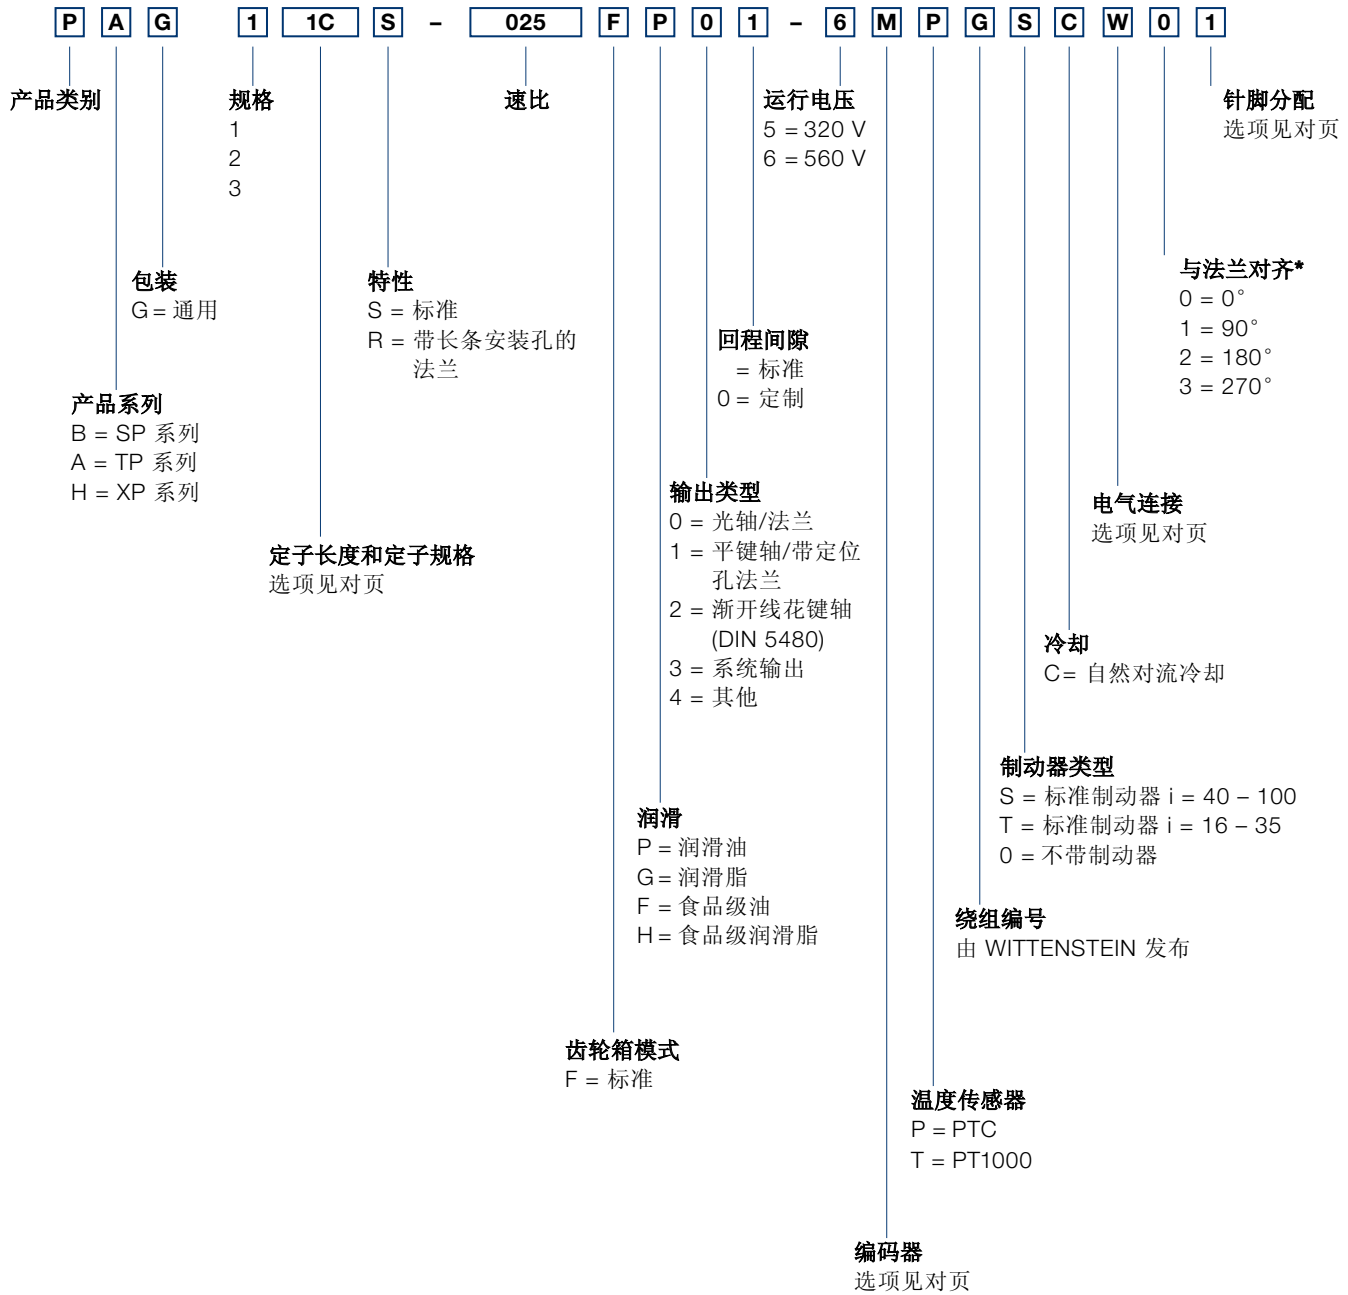 P A G 1 1C S – 025 F P 0 1 – 6 M P G S C W 0 1
产品类别
规格
1
2
3
速比
运行电压
5 = 320 V
6 = 560 V
针脚分配
选项见对页
包装
G = 通用
特性
S = 标准
R = 带长条安装孔的
法兰
与法兰对齐*
0 = 0°
1 = 90°
2 = 180°
3 = 270°
回程间隙
= 标准
0 = 定制
产品系列
B = SP 系列
A = TP 系列
H = XP 系列
输出类型
0 = 光轴/法兰
1 = 平键轴/带定位
孔法兰
2 = 渐开线花键轴
(DIN 5480)
3 = 系统输出
4 = 其他
电气连接
选项见对页
定子长度和定子规格
选项见对页
冷却
C = 自然对流冷却
制动器类型
S = 标准制动器 i = 40 – 100
T = 标准制动器 i = 16 – 35
0 = 不带制动器
润滑
P = 润滑油
G = 润滑脂
F = 食品级油
H = 食品级润滑脂
绕组编号
由 WITTENSTEIN 发布
齿轮箱模式
F = 标准
温度传感器
P = PTC
T = PT1000
编码器
选项见对页